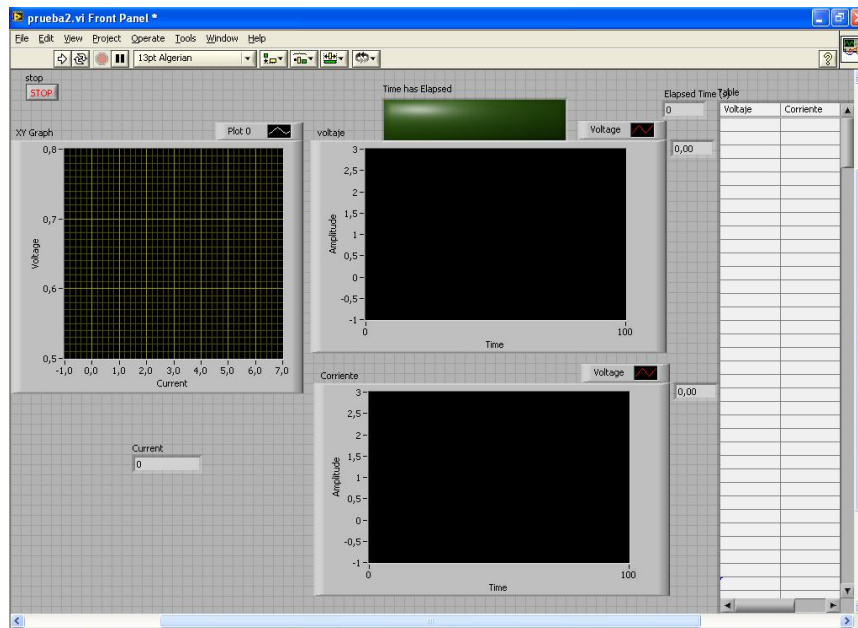 prueba2.vi Front Panel *
File Edit View Project Operate Tools Window Help
13pt Algerian
?
stop
STOP
Time has Elapsed
Elapsed Time (s)
Table
0
Voltaje Corriente
XY Graph
Plot 0
0,8
0,7
0,6
0,5
Voltage
-1,0 0,0 1,0 2,0 3,0 4,0 5,0 6,0 7,0
Current
voltaje
Voltage
0,00
3
2,5
2
1,5
1
0,5
0
-0,5
-1
Amplitude
0 100
Time
Corriente
Voltage
0,00
3
2,5
2
1,5
1
0,5
0
-0,5
-1
Amplitude
0 100
Time
Current
0